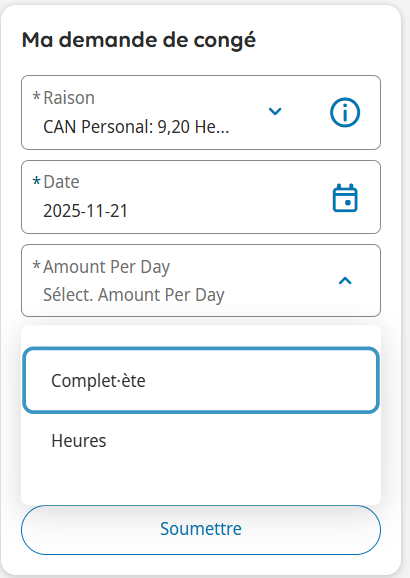 Ma demande de congé
*Raison
CAN Personal: 9,20 He...
*Date
2025-11-21
*Amount Per Day
Sélect. Amount Per Day
Complet·ète
Heures
Soumettre